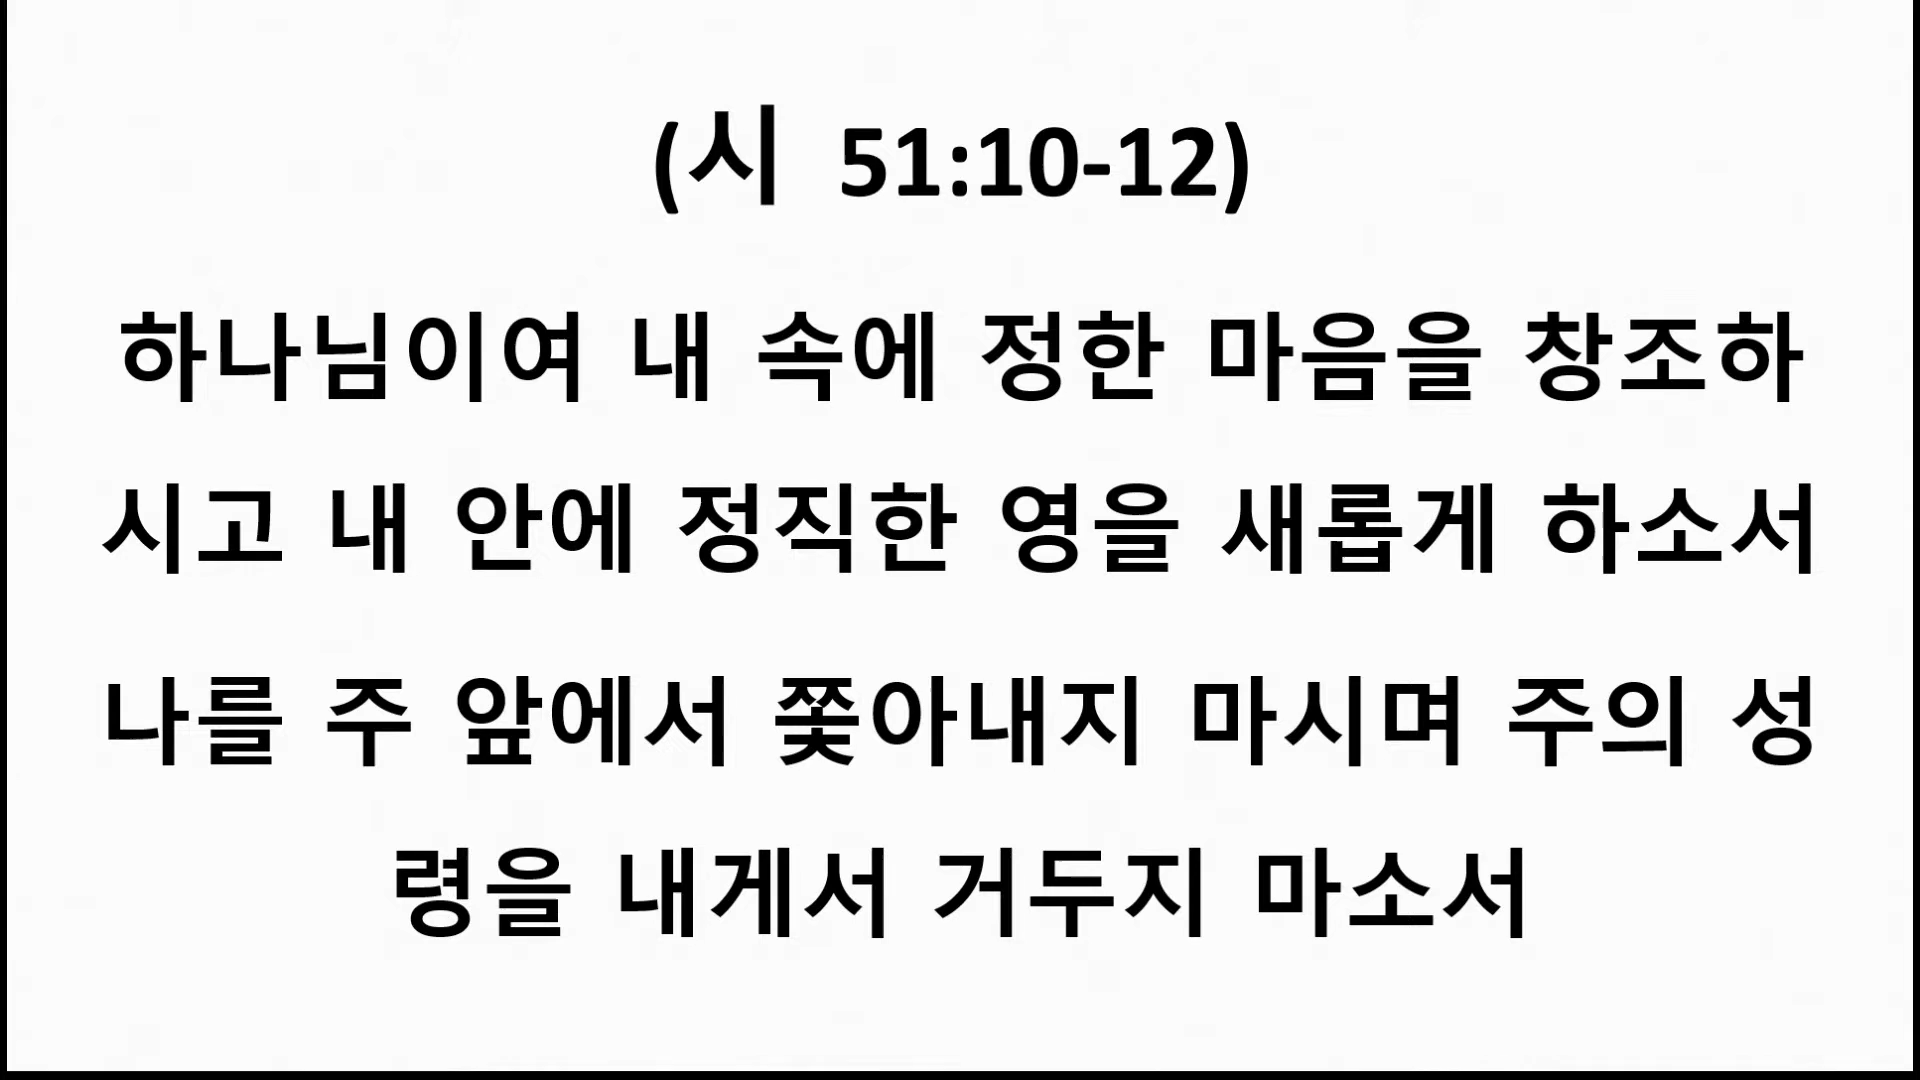 (시 51:10-12)
하나님이여 내 속에 정한 마음을 창조하
시고 내 안에 정직한 영을 새롭게 하소서
나를 주 앞에서 쫓아내지 마시며 주의 성
령을 내게서 거두지 마소서